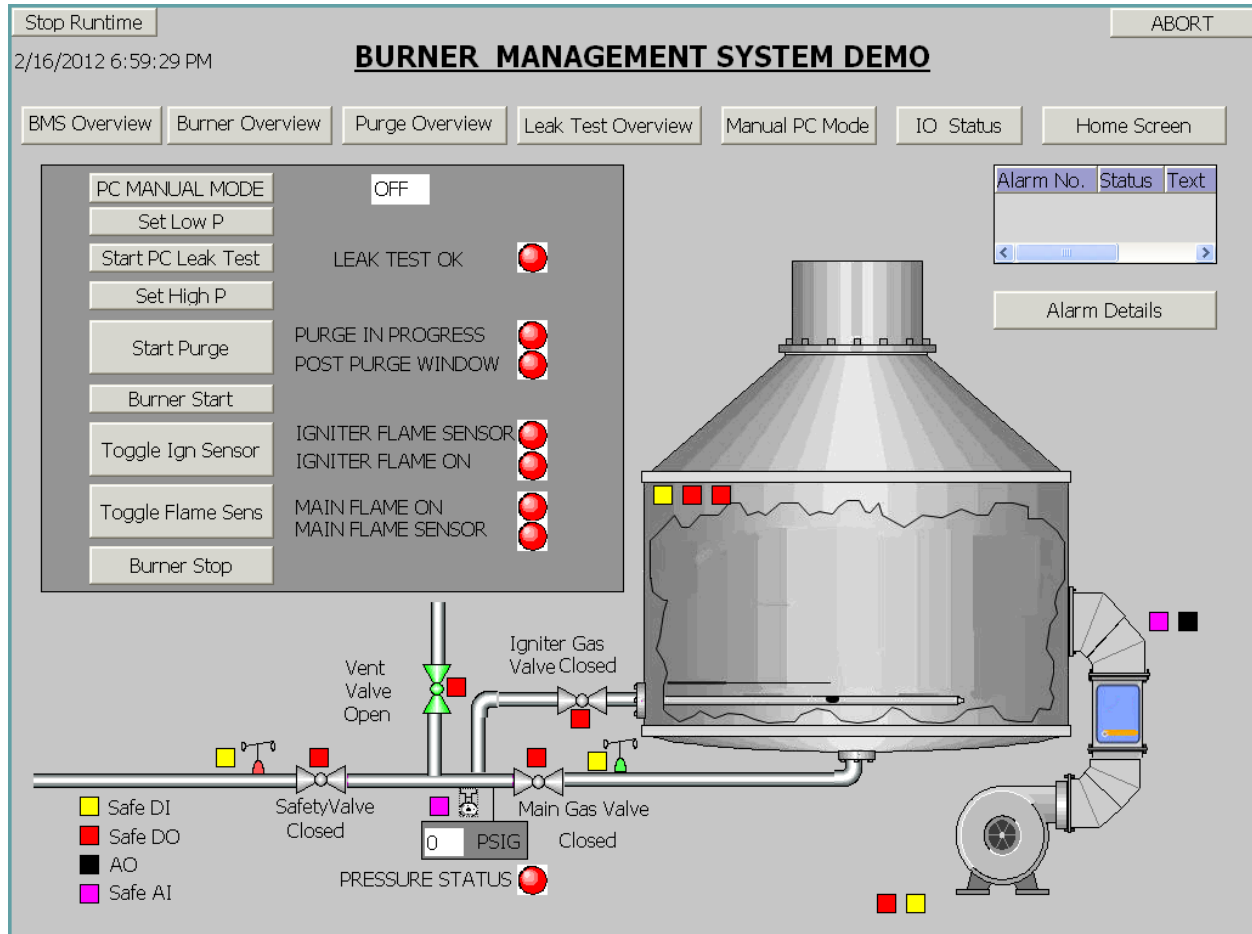 Stop Runtime
ABORT
2/16/2012 6:59:29 PM
BURNER MANAGEMENT SYSTEM DEMO
BMS Overview
Burner Overview
Purge Overview
Leak Test Overview
Manual PC Mode
IO Status
Home Screen
PC MANUAL MODE
OFF
Set Low P
Start PC Leak Test
LEAK TEST OK
Set High P
Start Purge
PURGE IN PROGRESS
POST PURGE WINDOW
Burner Start
Toggle Ign Sensor
IGNITER FLAME SENSOR
IGNITER FLAME ON
Toggle Flame Sens
MAIN FLAME ON
MAIN FLAME SENSOR
Burner Stop
Alarm No. Status Text
Alarm Details
Igniter Gas
Valve Closed
Vent
Valve
Open
SafetyValve
Closed
Main Gas Valve
Closed
0 PSIG
PRESSURE STATUS
Safe DI
Safe DO
AO
Safe AI